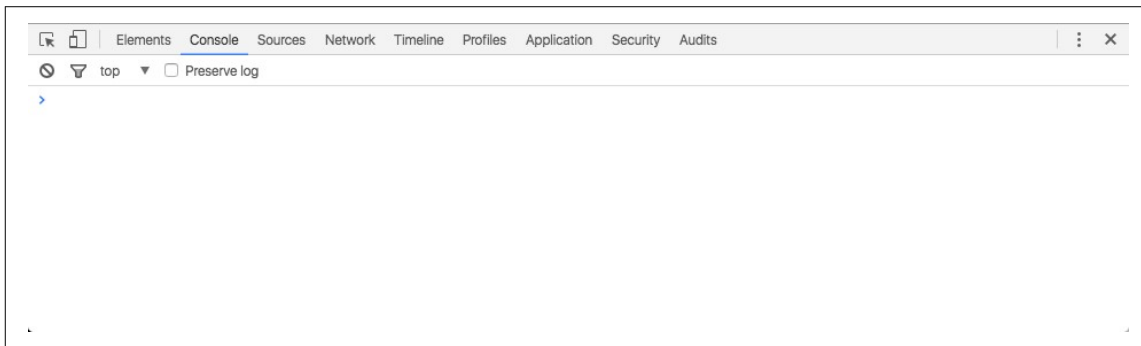 Elements Console Sources Network Timeline Profiles Application Security Audits
top Preserve log